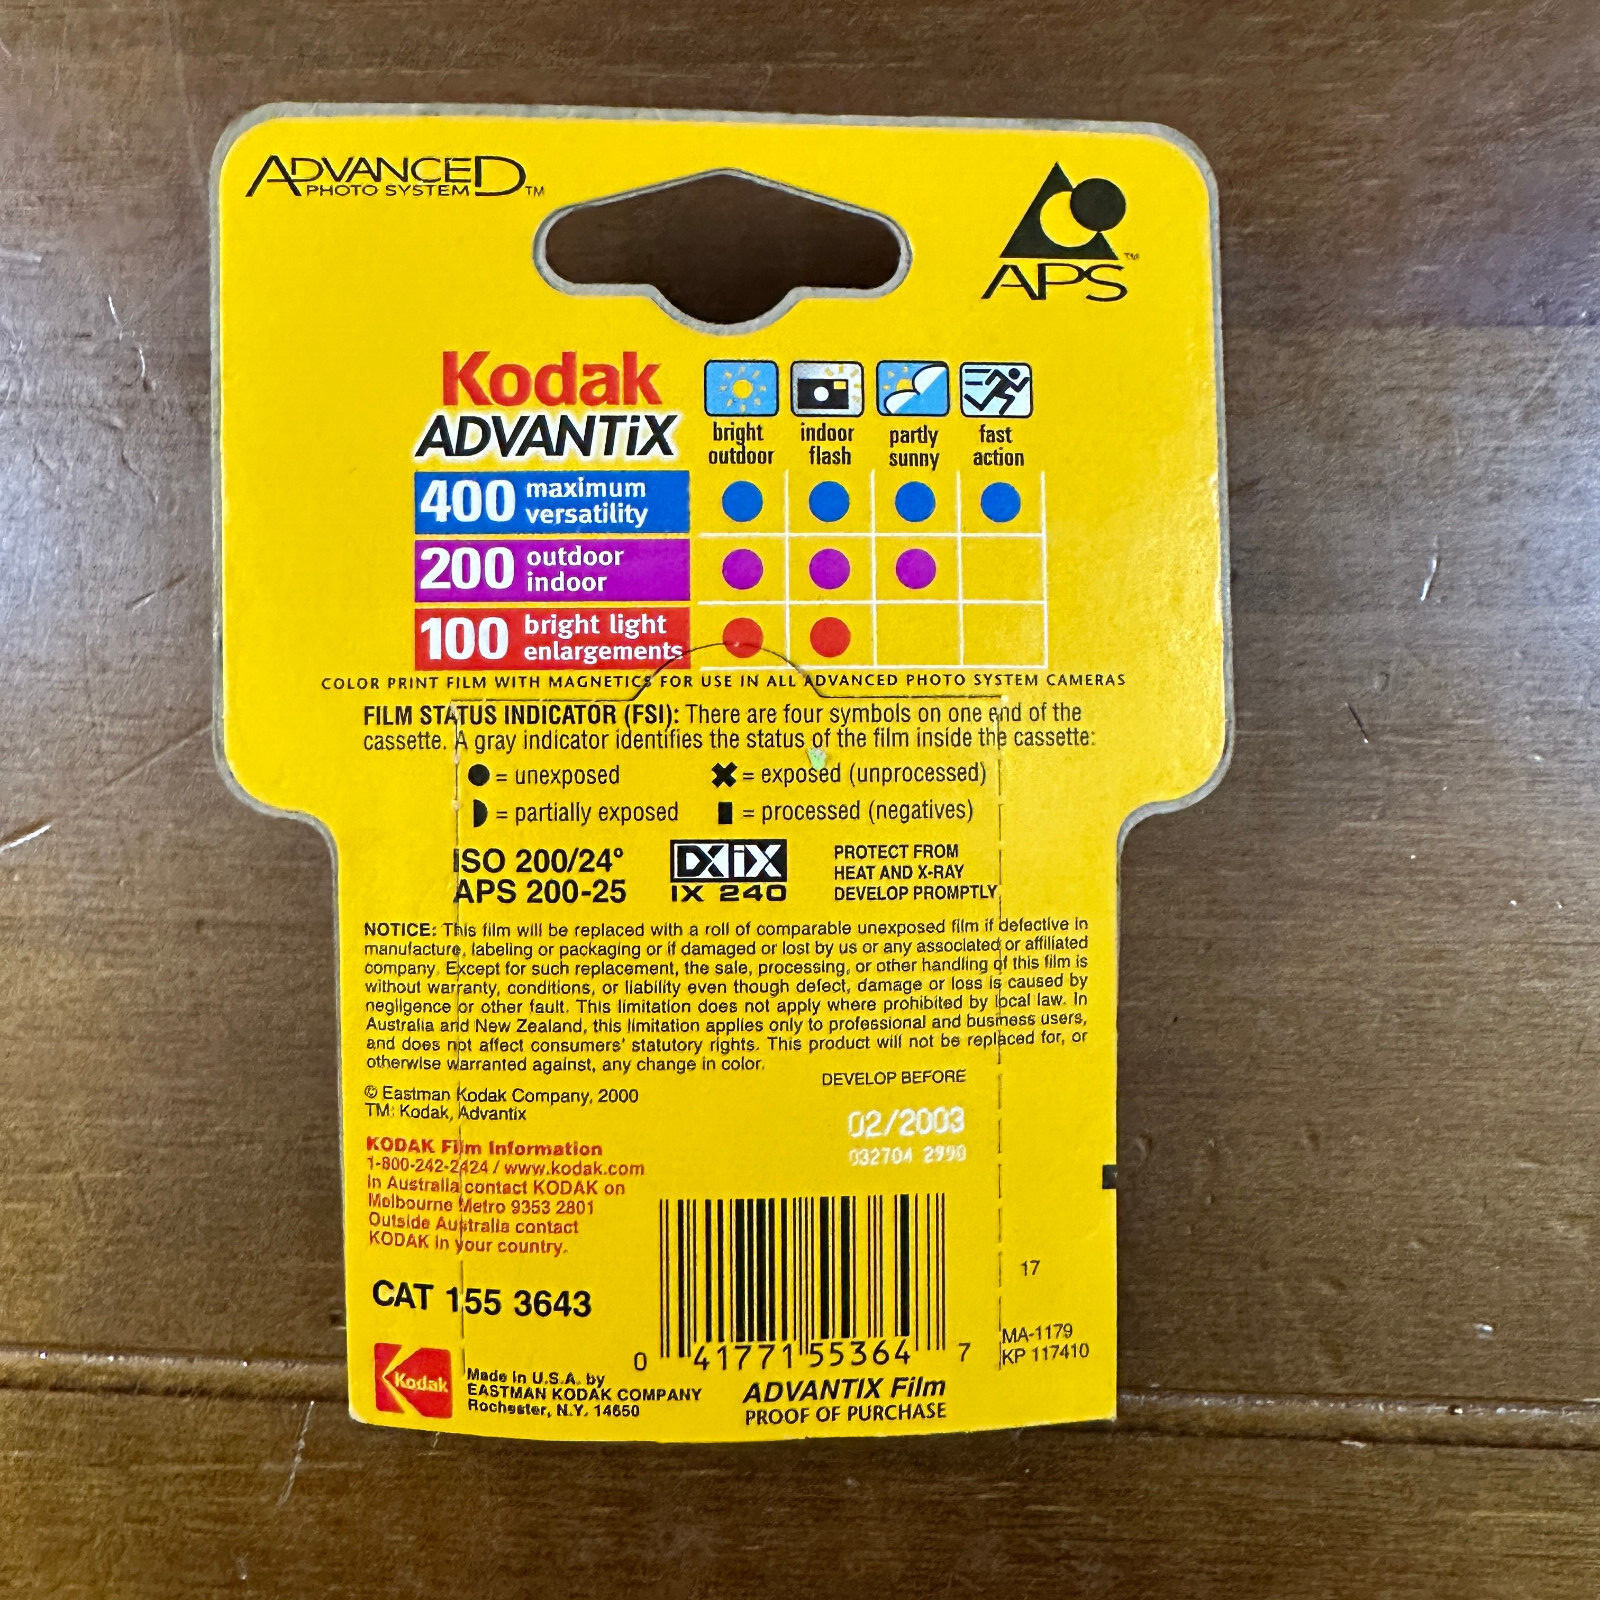 ADVANCED
PHOTO SYSTEM™
APS™
Kodak
ADVANTiX
bright outdoor
indoor flash
partly sunny
fast action
400 maximum versatility
200 outdoor indoor
100 bright light enlargements
COLOR PRINT FILM WITH MAGNETICS FOR USE IN ALL ADVANCED PHOTO SYSTEM CAMERAS
FILM STATUS INDICATOR (FSI): There are four symbols on one end of the
cassette. A gray indicator identifies the status of the film inside the cassette:
● = unexposed ✖ = exposed (unprocessed)
◗ = partially exposed ■ = processed (negatives)
ISO 200/24°
APS 200-25
DX iX
IX 240
PROTECT FROM
HEAT AND X-RAY
DEVELOP PROMPTLY
NOTICE: This film will be replaced with a roll of comparable unexposed film if defective in
manufacture, labeling or packaging or if damaged or lost by us or any associated or affiliated
company. Except for such replacement, the sale, processing, or other handling of this film is
without warranty, conditions, or liability even though defect, damage or loss is caused by
negligence or other fault. This limitation does not apply where prohibited by local law. In
Australia and New Zealand, this limitation applies only to professional and business users,
and does not affect consumers' statutory rights. This product will not be replaced for, or
otherwise warranted against, any change in color.
© Eastman Kodak Company, 2000
TM: Kodak, Advantix
DEVELOP BEFORE
02/2003
032704 2990
KODAK Film Information
1-800-242-2424 / www.kodak.com
In Australia contact KODAK on
Melbourne Metro 9353 2801
Outside Australia contact
KODAK in your country.
CAT 155 3643
Kodak
Made in U.S.A. by
EASTMAN KODAK COMPANY
Rochester, N.Y. 14650
0 41771 55364 7
ADVANTIX Film
PROOF OF PURCHASE
17
MA-1179
KP 117410